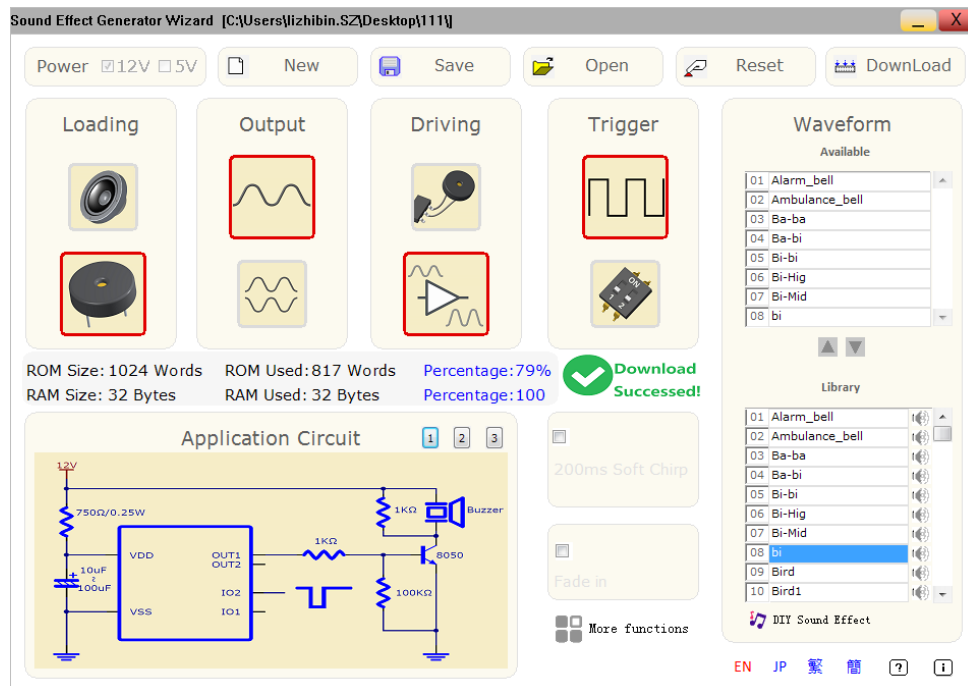 Sound Effect Generator Wizard [C:\Users\lizhibin.SZ\Desktop\111\]
Power 12V 5V New Save Open Reset DownLoad
Loading Output Driving Trigger
ROM Size: 1024 Words ROM Used: 817 Words Percentage:79%
RAM Size: 32 Bytes RAM Used: 32 Bytes Percentage:100
Download
Successed!
Application Circuit 1 2 3
12V
750Ω/0.25W
10uF
~
100uF
VDD
VSS
OUT1
OUT2
IO2
IO1
1KΩ
1KΩ
Buzzer
8050
100KΩ
200ms Soft Chirp
Fade in
More functions
Waveform
Available
01 Alarm_bell
02 Ambulance_bell
03 Ba-ba
04 Ba-bi
05 Bi-bi
06 Bi-Hig
07 Bi-Mid
08 bi
Library
01 Alarm_bell
02 Ambulance_bell
03 Ba-ba
04 Ba-bi
05 Bi-bi
06 Bi-Hig
07 Bi-Mid
08 bi
09 Bird
10 Bird1
DIY Sound Effect
EN JP 繁 簡 ? i